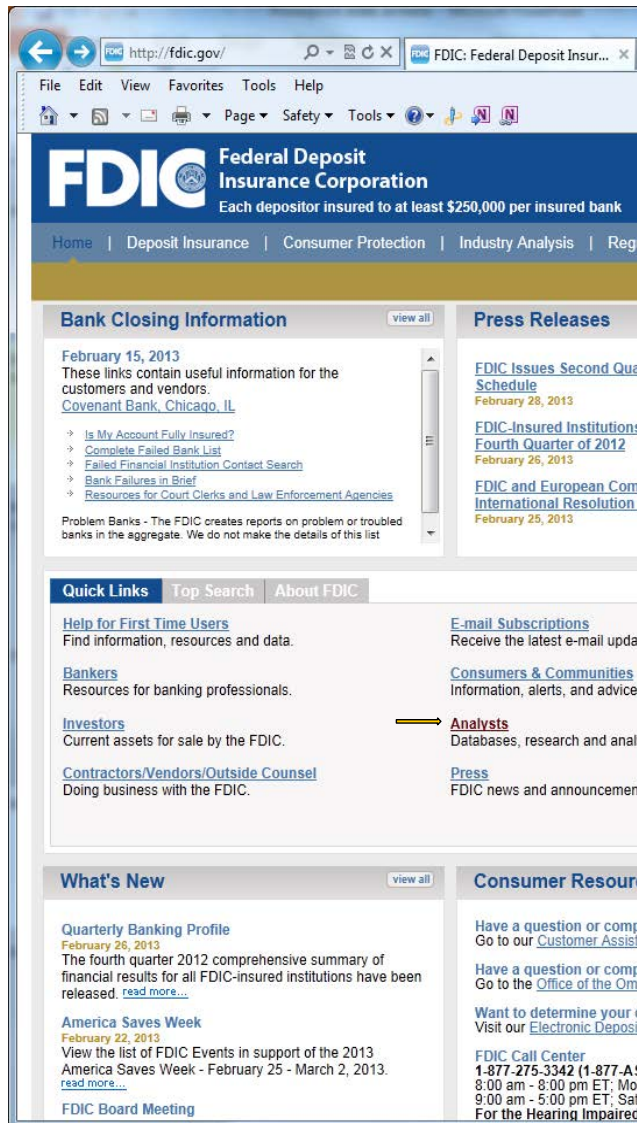 http://fdic.gov/
FDIC: Federal Deposit Insur...
File Edit View Favorites Tools Help
Page Safety Tools
FDIC
Federal Deposit
Insurance Corporation
Each depositor insured to at least $250,000 per insured bank
Home | Deposit Insurance | Consumer Protection | Industry Analysis |
Bank Closing Information
view all
February 15, 2013
These links contain useful information for the
customers and vendors.
Covenant Bank, Chicago, IL
Is My Account Fully Insured?
Complete Failed Bank List
Failed Financial Institution Contact Search
Bank Failures in Brief
Resources for Court Clerks and Law Enforcement Agencies
Problem Banks - The FDIC creates reports on problem or troubled
banks in the aggregate. We do not make the details of this list
Press Releases
FDIC Issues Second
Schedule
February 28, 2013
FDIC-Insured Institutions
Fourth Quarter of 2012
February 26, 2013
FDIC and European
International Resolution
February 25, 2013
Quick Links Top Search About FDIC
Help for First Time Users
Find information, resources and data.
Bankers
Resources for banking professionals.
Investors
Current assets for sale by the FDIC.
Contractors/Vendors/Outside Counsel
Doing business with the FDIC.
E-mail Subscriptions
Receive the latest e-mail
Consumers & Communities
Information, alerts, and advice
Analysts
Databases, research and
Press
FDIC news and
What's New
view all
Quarterly Banking Profile
February 26, 2013
The fourth quarter 2012 comprehensive summary of
financial results for all FDIC-insured institutions have been
released. read more...
America Saves Week
February 22, 2013
View the list of FDIC Events in support of the 2013
America Saves Week - February 25 - March 2, 2013.
read more...
FDIC Board Meeting
Consumer
Have a question or
Go to our Customer
Have a question or
Go to the Office of the
Want to determine your
Visit our Electronic
FDIC Call Center
1-877-275-3342
8:00 am - 8:00 pm ET;
9:00 am - 5:00 pm ET;
For the Hearing Impaired